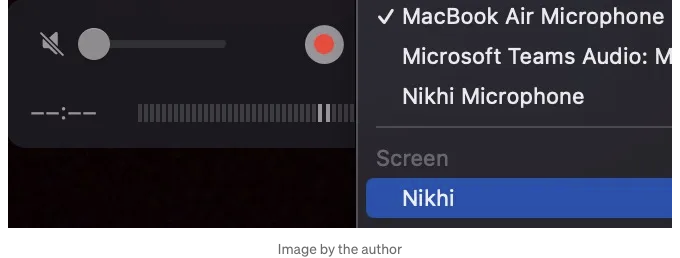 MacBook Air Microphone
Microsoft Teams Audio: M
Nikhi Microphone
--:--
Screen
Nikhi
Image by the author